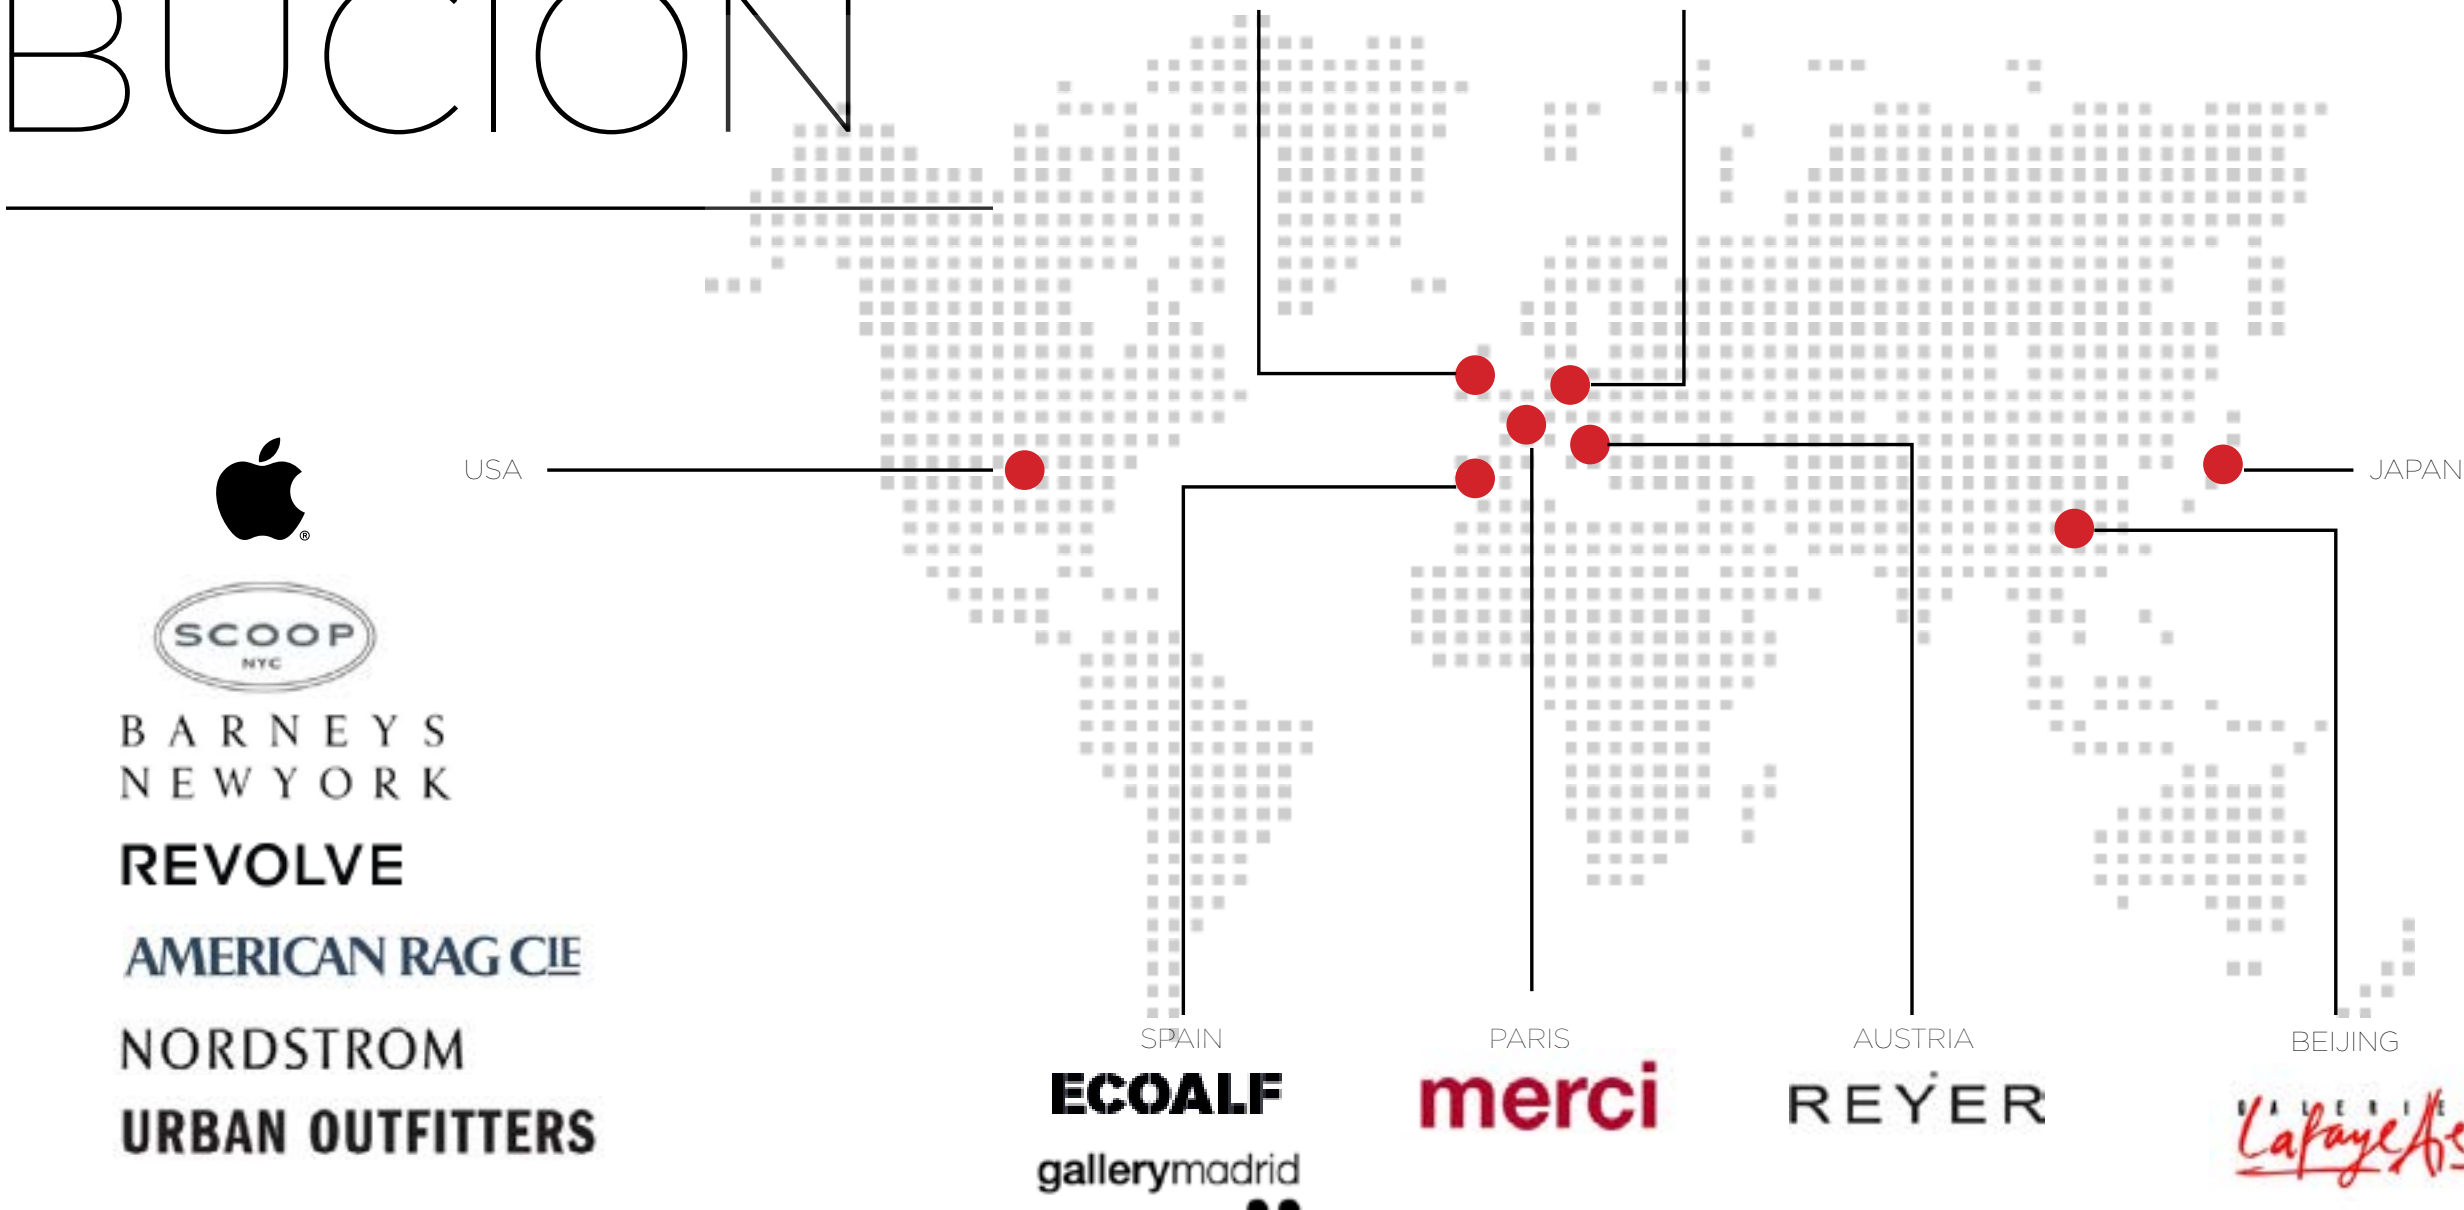 BUCIÓN
USA
JAPAN
®
SCOOP
NYC
BARNEYS
NEWYORK
REVOLVE
AMERICAN RAG CIE
NORDSTROM
URBAN OUTFITTERS
SPAIN
ECOALF
gallerymadrid
PARIS
merci
AUSTRIA
REYER
BEIJING